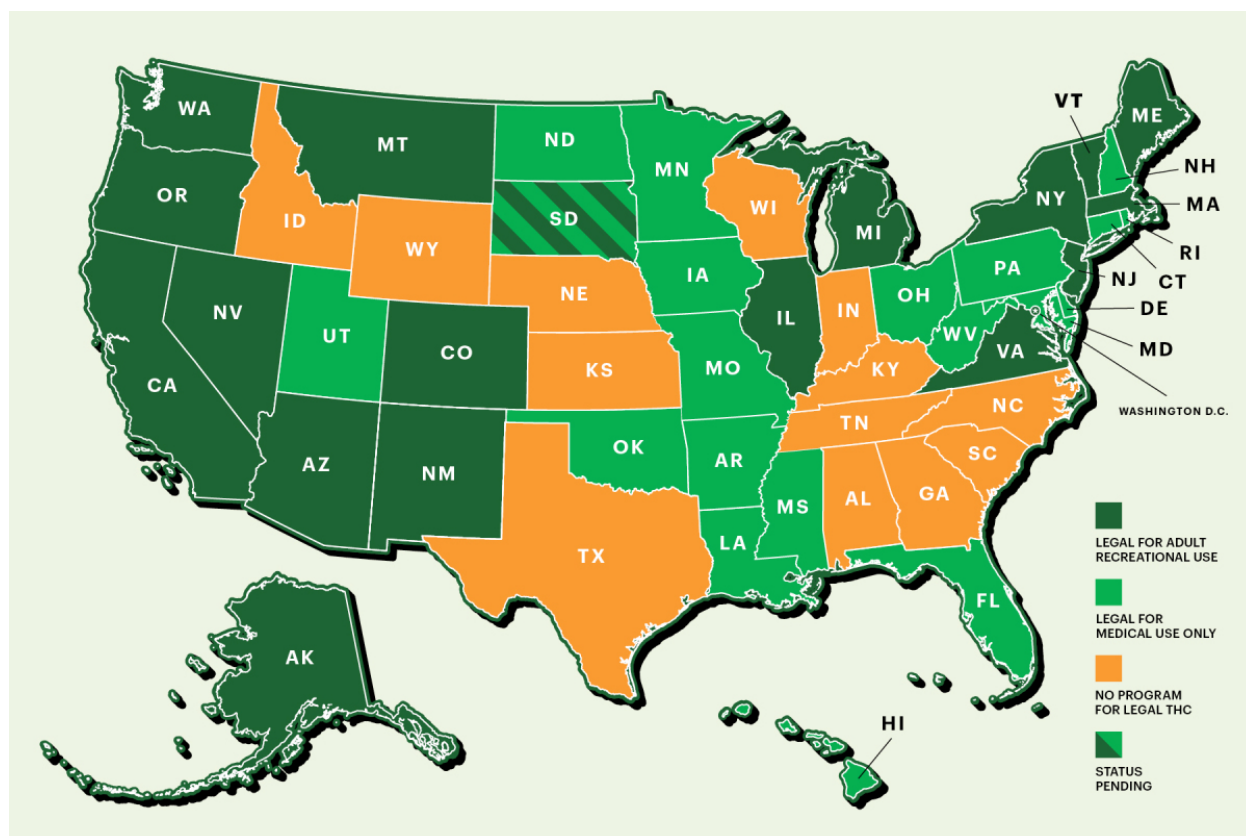 WA
MT
ND
MN
VT
ME
NH
OR
ID
SD
WI
NY
MA
WY
MI
RI
IA
PA
NJ
CT
NE
OH
DE
NV
UT
IL
IN
WV
MD
CO
VA
CA
KS
MO
KY
WASHINGTON D.C.
NC
TN
AZ
NM
OK
AR
SC
MS
AL
GA
TX
LA
FL
AK
HI
LEGAL FOR ADULT
RECREATIONAL USE
LEGAL FOR
MEDICAL USE ONLY
NO PROGRAM
FOR LEGAL THC
STATUS
PENDING